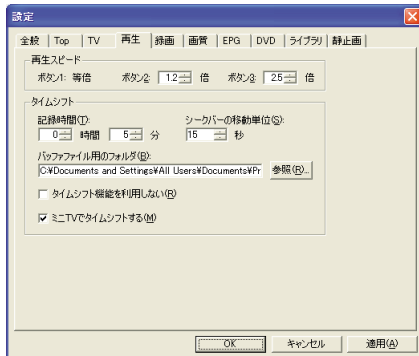 設定
全般 Top TV 再生 録画 画質 EPG DVD ライブラリ 静止画
再生スピード
ボタン1: 等倍 ボタン2: 1.2 倍 ボタン3: 2.5 倍
タイムシフト
記録時間(T): シークバーの移動単位(S):
0 時間 5 分 15 秒
バッファファイル用のフォルダ(B):
C:¥Documents and Settings¥All Users¥Documents¥Pr 参照(R)...
タイムシフト機能を利用しない(R)
ミニTVでタイムシフトする(M)
OK キャンセル 適用(A)